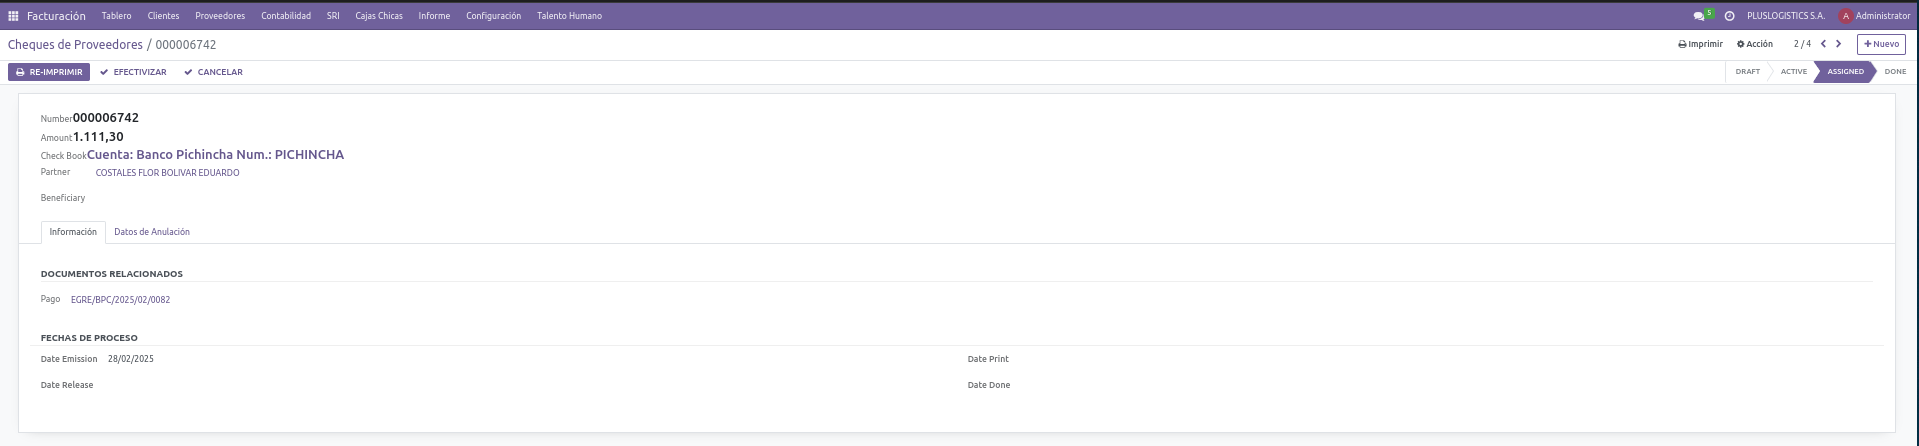 Facturación Tablero Clientes Proveedores Contabilidad SRI Cajas Chicas Informe Configuración Talento Humano 5 PLUSLOGISTICS S.A. A Administrator
Cheques de Proveedores / 000006742 Imprimir Acción 2 / 4 + Nuevo
RE-IMPRIMIR EFECTIVIZAR CANCELAR DRAFT ACTIVE ASSIGNED DONE
Number 000006742
Amount 1.111,30
Check Book Cuenta: Banco Pichincha Num.: PICHINCHA
Partner COSTALES FLOR BOLIVAR EDUARDO
Beneficiary
Información Datos de Anulación
DOCUMENTOS RELACIONADOS
Pago EGRE/BPC/2025/02/0082
FECHAS DE PROCESO
Date Emission 28/02/2025 Date Print
Date Release Date Done